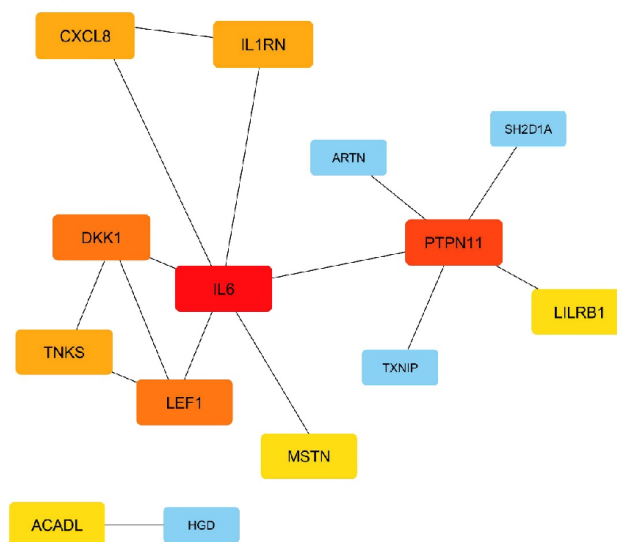 CXCL8
IL1RN
SH2D1A
ARTN
DKK1
PTPN11
IL6
LILRB1
TNKS
TXNIP
LEF1
MSTN
ACADL
HGD